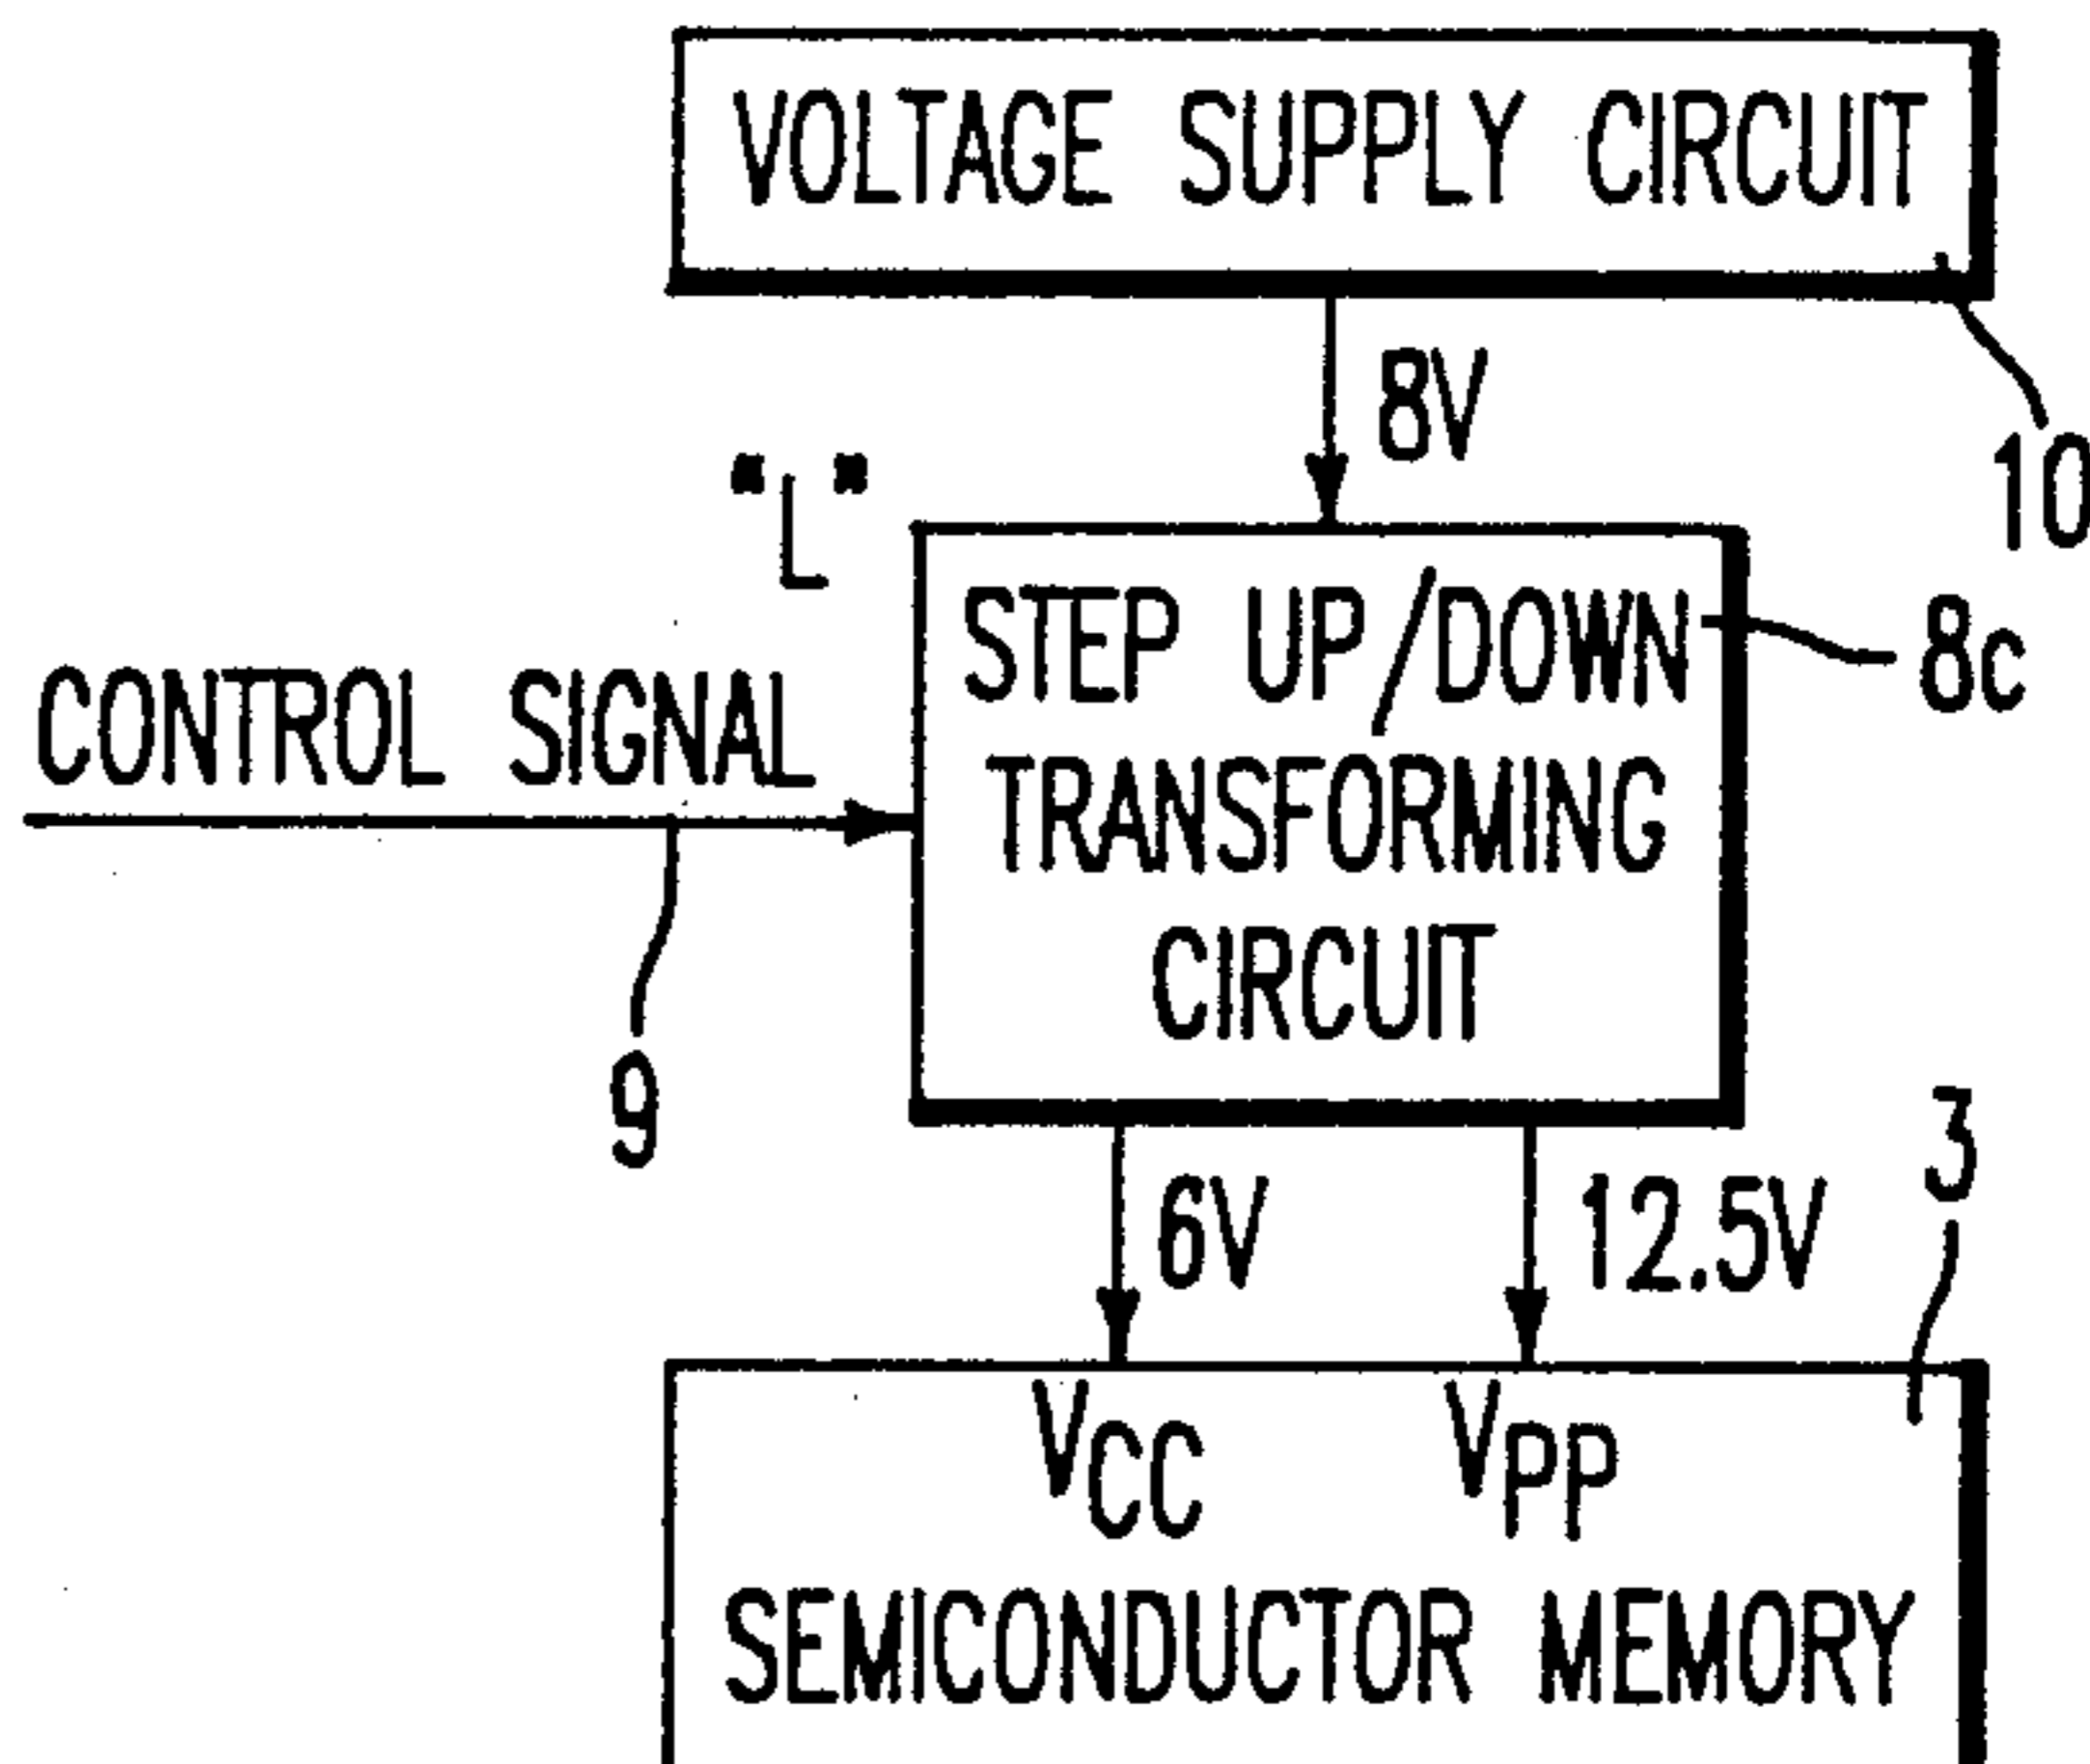 VOLTAGE SUPPLY CIRCUIT
8V
10
"L"
STEP UP/DOWN
TRANSFORMING
CIRCUIT
8c
CONTROL SIGNAL
9
3
6V
12.5V
VCC
VPP
SEMICONDUCTOR MEMORY